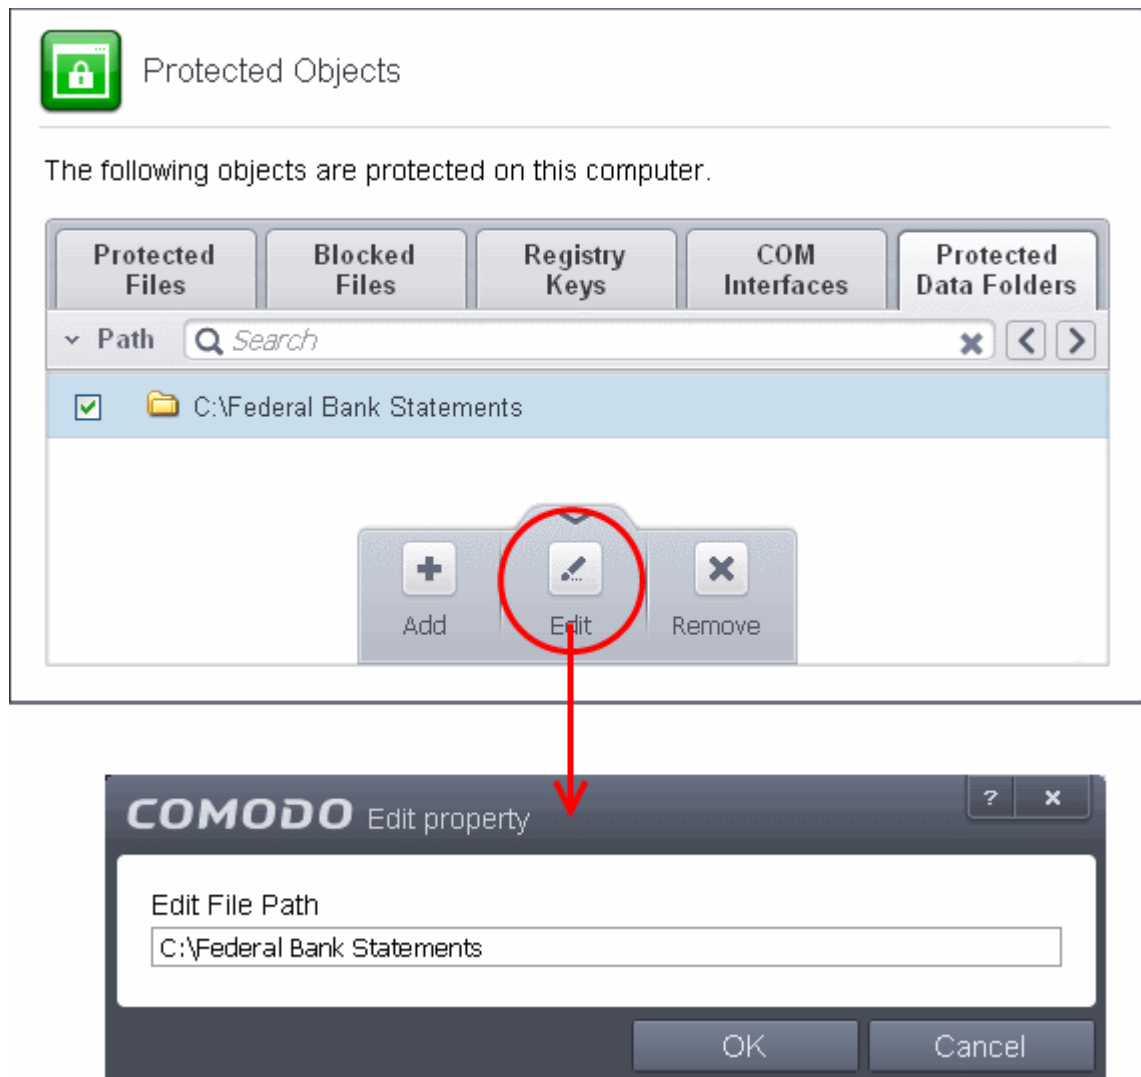 Protected Objects
The following objects are protected on this computer.
Protected Files
Blocked Files
Registry Keys
COM Interfaces
Protected Data Folders
Path
Search
C:\Federal Bank Statements
Add
Edit
Remove
COMODO Edit property
?
Edit File Path
C:\Federal Bank Statements
OK
Cancel